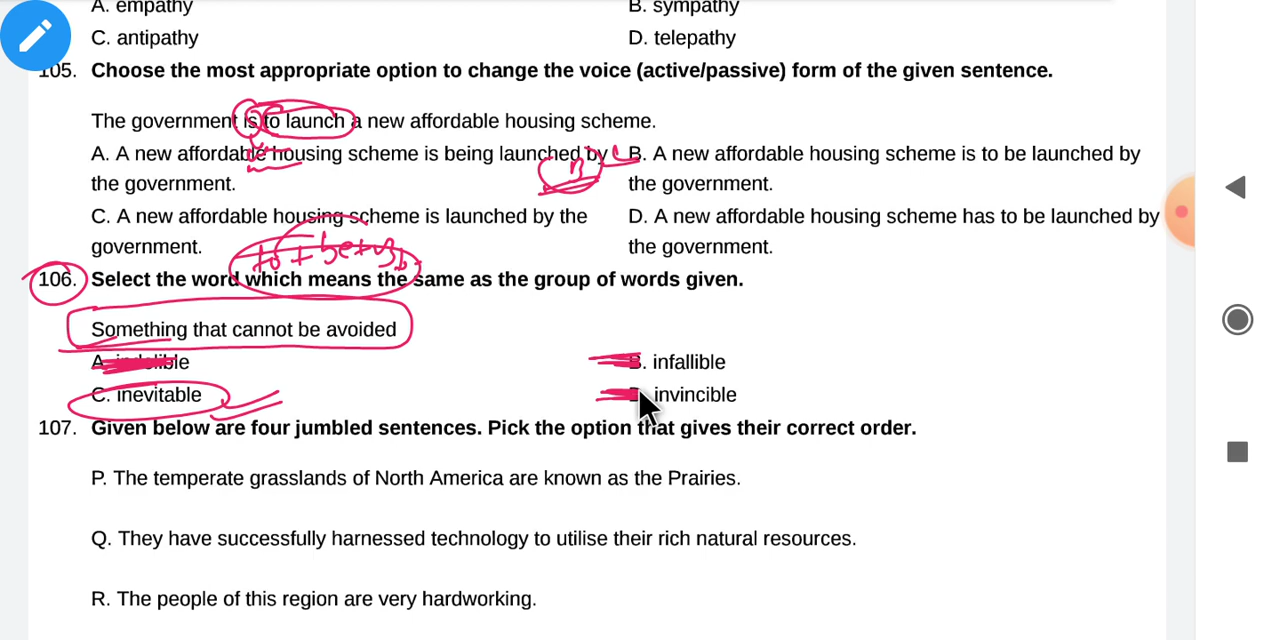 A. empathy B. sympathy
C. antipathy D. telepathy
105. Choose the most appropriate option to change the voice (active/passive) form of the given sentence.
The government is to launch a new affordable housing scheme.
A. A new affordable housing scheme is being launched by B. A new affordable housing scheme is to be launched by
the government. the government.
B
C. A new affordable housing scheme is launched by the D. A new affordable housing scheme has to be launched by
government. the government.
to + be + v3
106. Select the word which means the same as the group of words given.
Something that cannot be avoided
A. indelible B. infallible
C. inevitable D. invincible
107. Given below are four jumbled sentences. Pick the option that gives their correct order.
P. The temperate grasslands of North America are known as the Prairies.
Q. They have successfully harnessed technology to utilise their rich natural resources.
R. The people of this region are very hardworking.